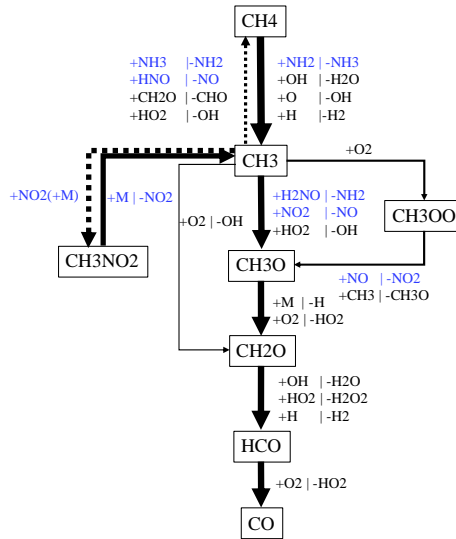 CH4
+NH3 |-NH2
+HNO |-NO
+CH2O |-CHO
+HO2 |-OH
+NH2 | -NH3
+OH |-H2O
+O |-OH
+H |-H2
CH3
+O2
+NO2(+M)
+M | -NO2
+O2 | -OH
+H2NO | -NH2
+NO2 | -NO
+HO2 | -OH
CH3OO
CH3NO2
CH3O
+NO |-NO2
+CH3 |-CH3O
+M | -H
+O2 | -HO2
CH2O
+OH | -H2O
+HO2 | -H2O2
+H | -H2
HCO
+O2 | -HO2
CO